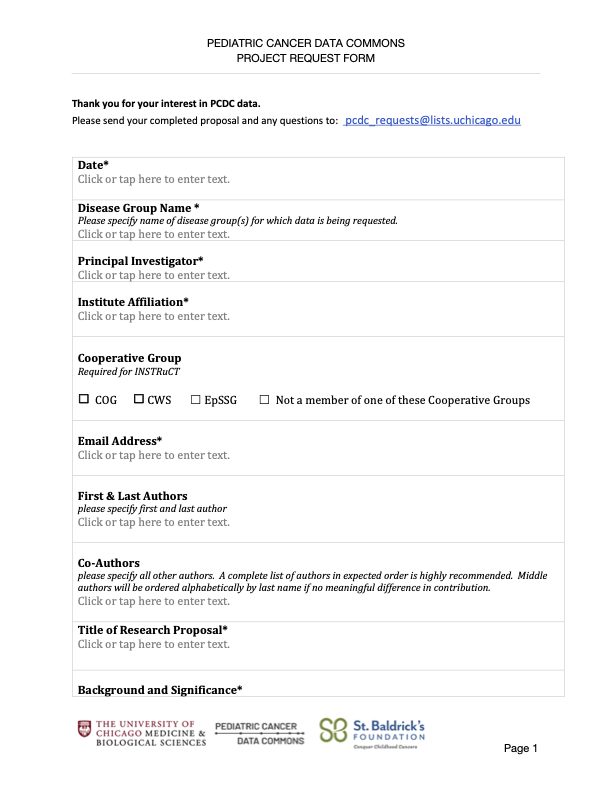 PEDIATRIC CANCER DATA COMMONS
PROJECT REQUEST FORM
Thank you for your interest in PCDC data.
Please send your completed proposal and any questions to: pcdc_requests@lists.uchicago.edu
Date*
Click or tap here to enter text.
Disease Group Name *
Please specify name of disease group(s) for which data is being requested.
Click or tap here to enter text.
Principal Investigator*
Click or tap here to enter text.
Institute Affiliation*
Click or tap here to enter text.
Cooperative Group
Required for INSTRuCT
☐ COG ☐ CWS ☐ EpSSG ☐ Not a member of one of these Cooperative Groups
Email Address*
Click or tap here to enter text.
First & Last Authors
please specify first and last author
Click or tap here to enter text.
Co-Authors
please specify all other authors. A complete list of authors in expected order is highly recommended. Middle
authors will be ordered alphabetically by last name if no meaningful difference in contribution.
Click or tap here to enter text.
Title of Research Proposal*
Click or tap here to enter text.
Background and Significance*
THE UNIVERSITY OF
CHICAGO MEDICINE &
BIOLOGICAL SCIENCES
PEDIATRIC CANCER
DATA COMMONS
St. Baldrick's
FOUNDATION
Conquer Childhood Cancers
Page 1